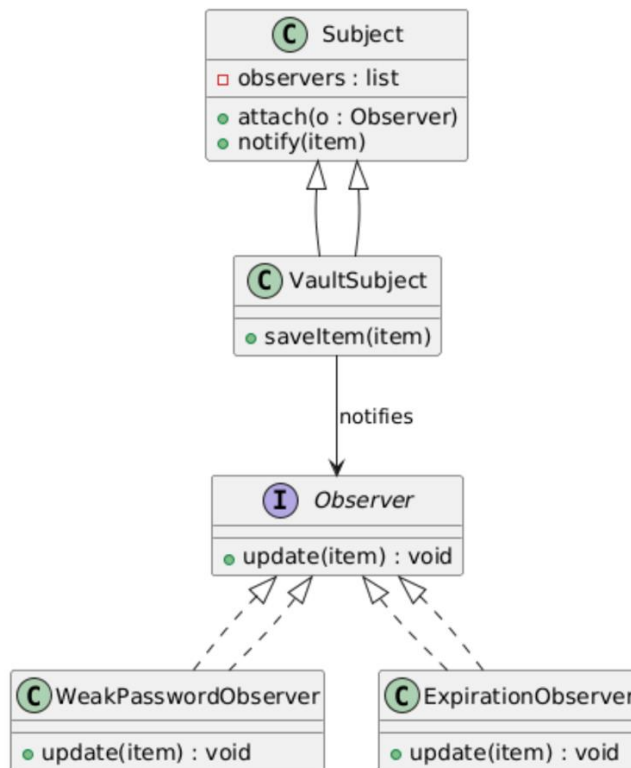 C Subject
observers : list
attach(o : Observer)
notify(item)
C VaultSubject
saveItem(item)
notifies
I Observer
update(item) : void
C WeakPasswordObserver
C ExpirationObserver
update(item) : void
update(item) : void